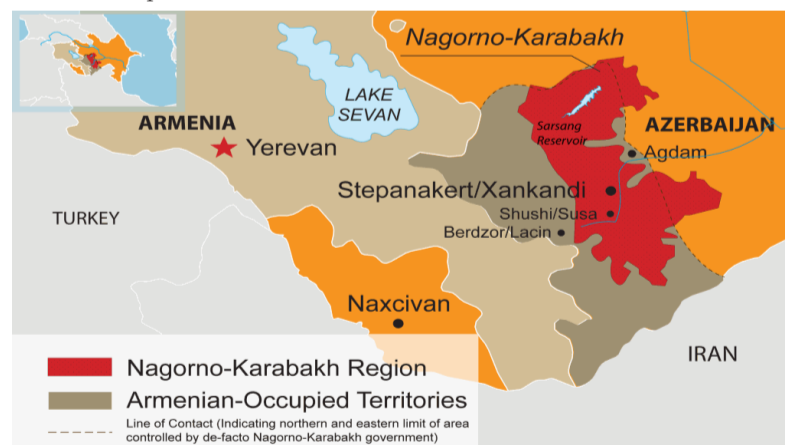 Nagorno-Karabakh
LAKE
SEVAN
ARMENIA
Yerevan
Sarsang
Reservoir
AZERBAIJAN
Agdam
Stepanakert/Xankandi
Shushi/Susa
Berdzor/Lacin
TURKEY
Naxcivan
IRAN
Nagorno-Karabakh Region
Armenian-Occupied Territories
Line of Contact (Indicating northern and eastern limit of area
controlled by de-facto Nagorno-Karabakh government)